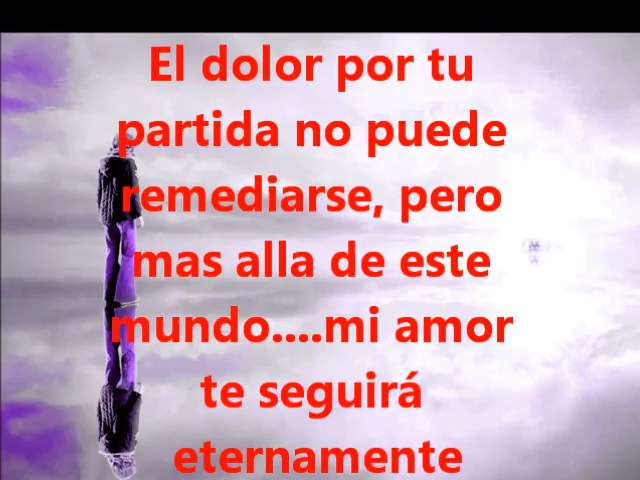 El dolor por tu
partida no puede
remediarse, pero
mas alla de este
mundo....mi amor
te seguirá
eternamente